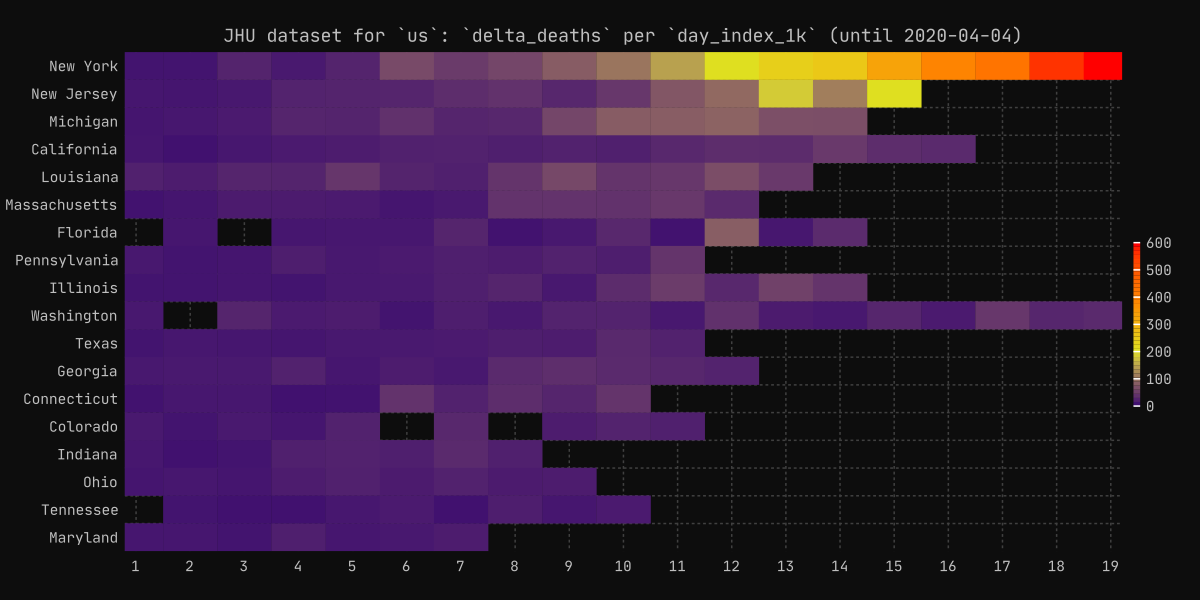 JHU dataset for `us`: `delta_deaths` per `day_index_1k` (until 2020-04-04)
New York
New Jersey
Michigan
California
Louisiana
Massachusetts
Florida
Pennsylvania
Illinois
Washington
Texas
Georgia
Connecticut
Colorado
Indiana
Ohio
Tennessee
Maryland
600
500
400
300
200
100
0
1 2 3 4 5 6 7 8 9 10 11 12 13 14 15 16 17 18 19